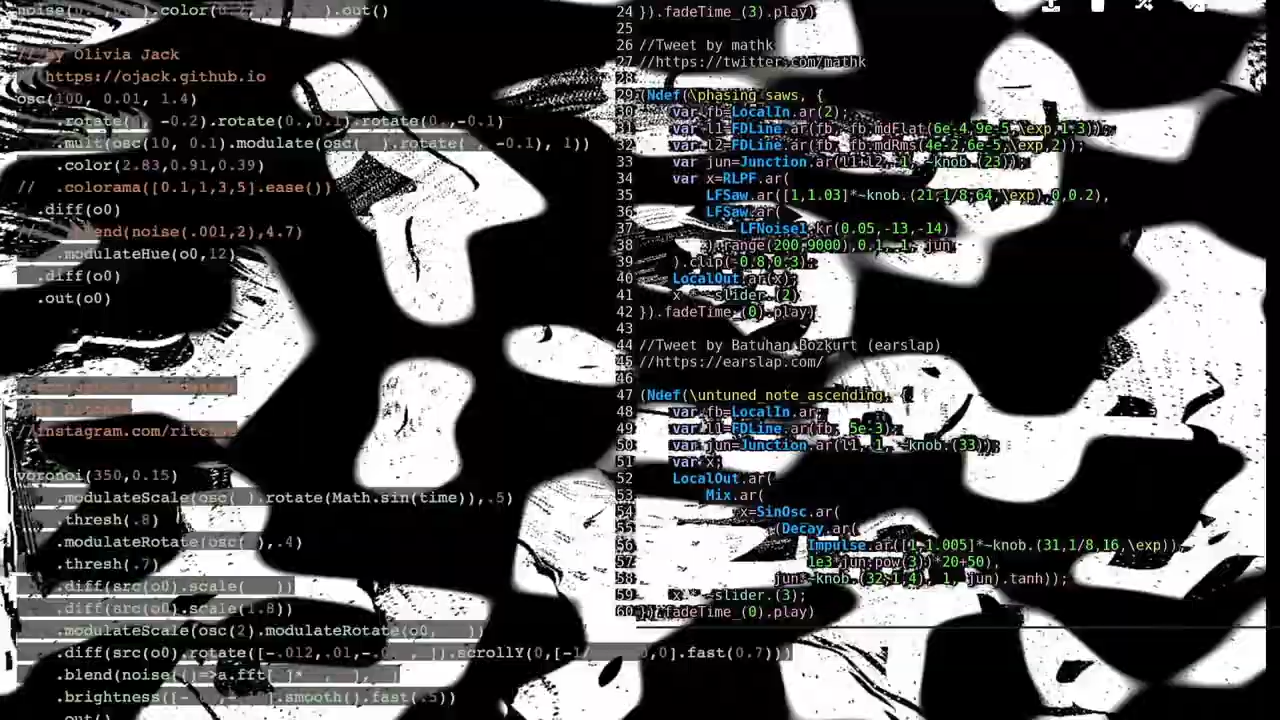 noise(
).color(
).out()
// by Olivia Jack
// https://ojack.github.io
osc(100, 0.01, 1.4)
.rotate(
, -0.2).rotate(0.,0.1).rotate(0.,-0.1)
.mult(osc(10, 0.1).modulate(osc(
).rotate(
, -0.1), 1))
.color(2.83,0.91,0.39)
// .colorama([0.1,1,3,5].ease())
.diff(o0)
blend(noise(.001,2),4.7)
.modulateHue(o0,12)
.diff(o0)
.out(o0)
//instagram.com/ritc
voronoi(350,0.15)
.modulateScale(osc(
).rotate(Math.sin(time)),.5)
.thresh(.8)
.modulateRotate(osc(
),.4)
.thresh(.7)
.diff(src(o0).scale(
))
.diff(src(o0).scale(1.8))
.modulateScale(osc(2).modulateRotate(o0,
))
.diff(src(o0).rotate([-.012,.01,-.0
]).scrollY(0,[-1/
0,0].fast(0.7)))
.blend(noise(()=>a.fft[
]*
.brightness([-
].smooth().fast(.5))
.out()
24 }).fadeTime_(3).play)
25
26 //Tweet by mathk
27 //https://twitter.com/mathk
28
29 (Ndef(\phasing_saws, {
30 var fb=LocalIn.ar(2);
31 var l1=FDLine.ar(fb, ~fb.mdFlat(6e-4,9e-5,\exp,1.3));
32 var l2=FDLine.ar(fb, ~fb.mdRms(4e-2,6e-5,\exp,2));
33 var jun=Junction.ar(l1+l2,-1, ~knob.(23));
34 var x=RLPF.ar(
35 LFSaw.ar([1,1.03]*~knob.(21,1/8,64,\exp),0,0.2),
36 LFSaw.ar(
37 LFNoise1.kr(0.05,-13,-14)
38 ).range(200,9000),0.1, 1, jun
39 ).clip(-0.8,0.3);
40 LocalOut.ar(x);
41 x * ~slider.(2)
42 }).fadeTime_(0).play)
43
44 //Tweet by Batuhan Bozkurt (earslap)
45 //https://earslap.com/
46
47 (Ndef(\untuned_note_ascending, {
48 var fb=LocalIn.ar;
49 var l1=FDLine.ar(fb, 5e-3);
50 var jun=Junction.ar(l1,-1, ~knob.(33));
51 var x;
52 LocalOut.ar(
53 Mix.ar(
54 x=SinOsc.ar(
55 (Decay.ar(
56 Impulse.ar([1,1.005]*~knob.(31,1/8,16,\exp)),
57 1e3*jun.pow(3))*20+50),
58 jun*~knob.(32,1,4), 1, jun).tanh));
59 x * ~slider.(3);
60 }).fadeTime_(0).play)